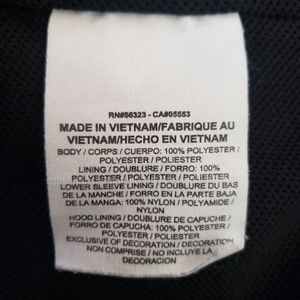 RN#56323 - CA#05553
MADE IN VIETNAM/FABRIQUE AU
VIETNAM/HECHO EN VIETNAM
BODY / CORPS / CUERPO: 100% POLYESTER /
POLYESTER / POLIESTER
LINING / DOUBLURE / FORRO: 100%
POLYESTER / POLYESTER / POLIESTER
LOWER SLEEVE LINING / DOUBLURE DU BAS
DE LA MANCHE / FORRO EN LA PARTE BAJA
DE LA MANGA: 100% NYLON / POLYAMIDE /
NYLON
HOOD LINING / DOUBLURE DE CAPUCHE /
FORRO DE CAPUCHA: 100% POLYESTER /
POLYESTER / POLIESTER
EXCLUSIVE OF DECORATION / DECORATION
NON COMPRISE / NO INCLUYE LA
DECORACION